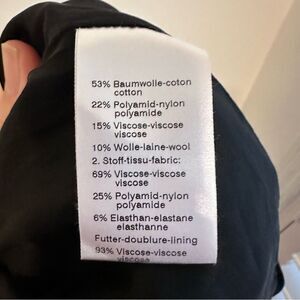 53% Baumwolle-coton
cotton
22% Polyamid-nylon
polyamide
15% Viscose-viscose
viscose
10% Wolle-laine-wool
2. Stoff-tissu-fabric:
69% Viscose-viscose
viscose
25% Polyamid-nylon
polyamide
6% Elasthan-elastane
elasthanne
Futter-doublure-lining
93% Viscose-viscose
viscose